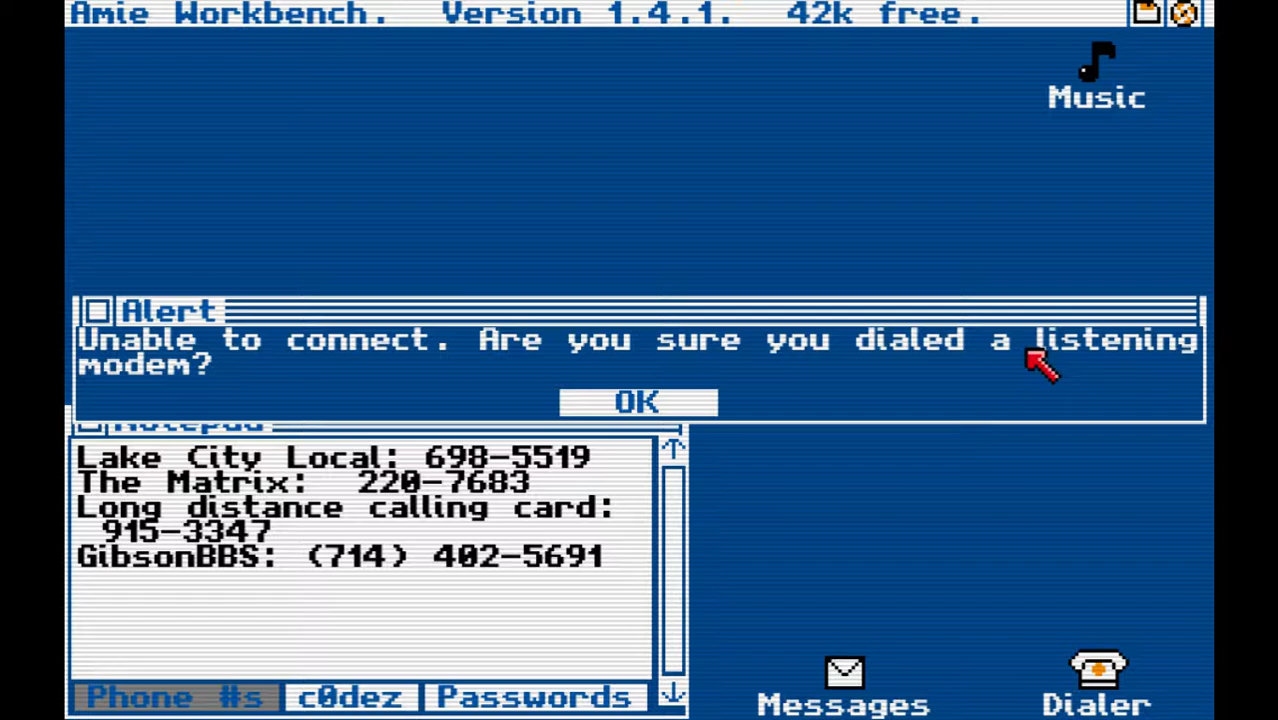 Amie Workbench. Version 1.4.1. 42k free.
Music
Alert
Unable to connect. Are you sure you dialed a listening
modem?
OK
Notepad
Lake City Local: 698-5519
The Matrix: 220-7683
Long distance calling card:
915-3347
GibsonBBS: (714) 402-5691
Phone #s c0dez Passwords
Messages
Dialer